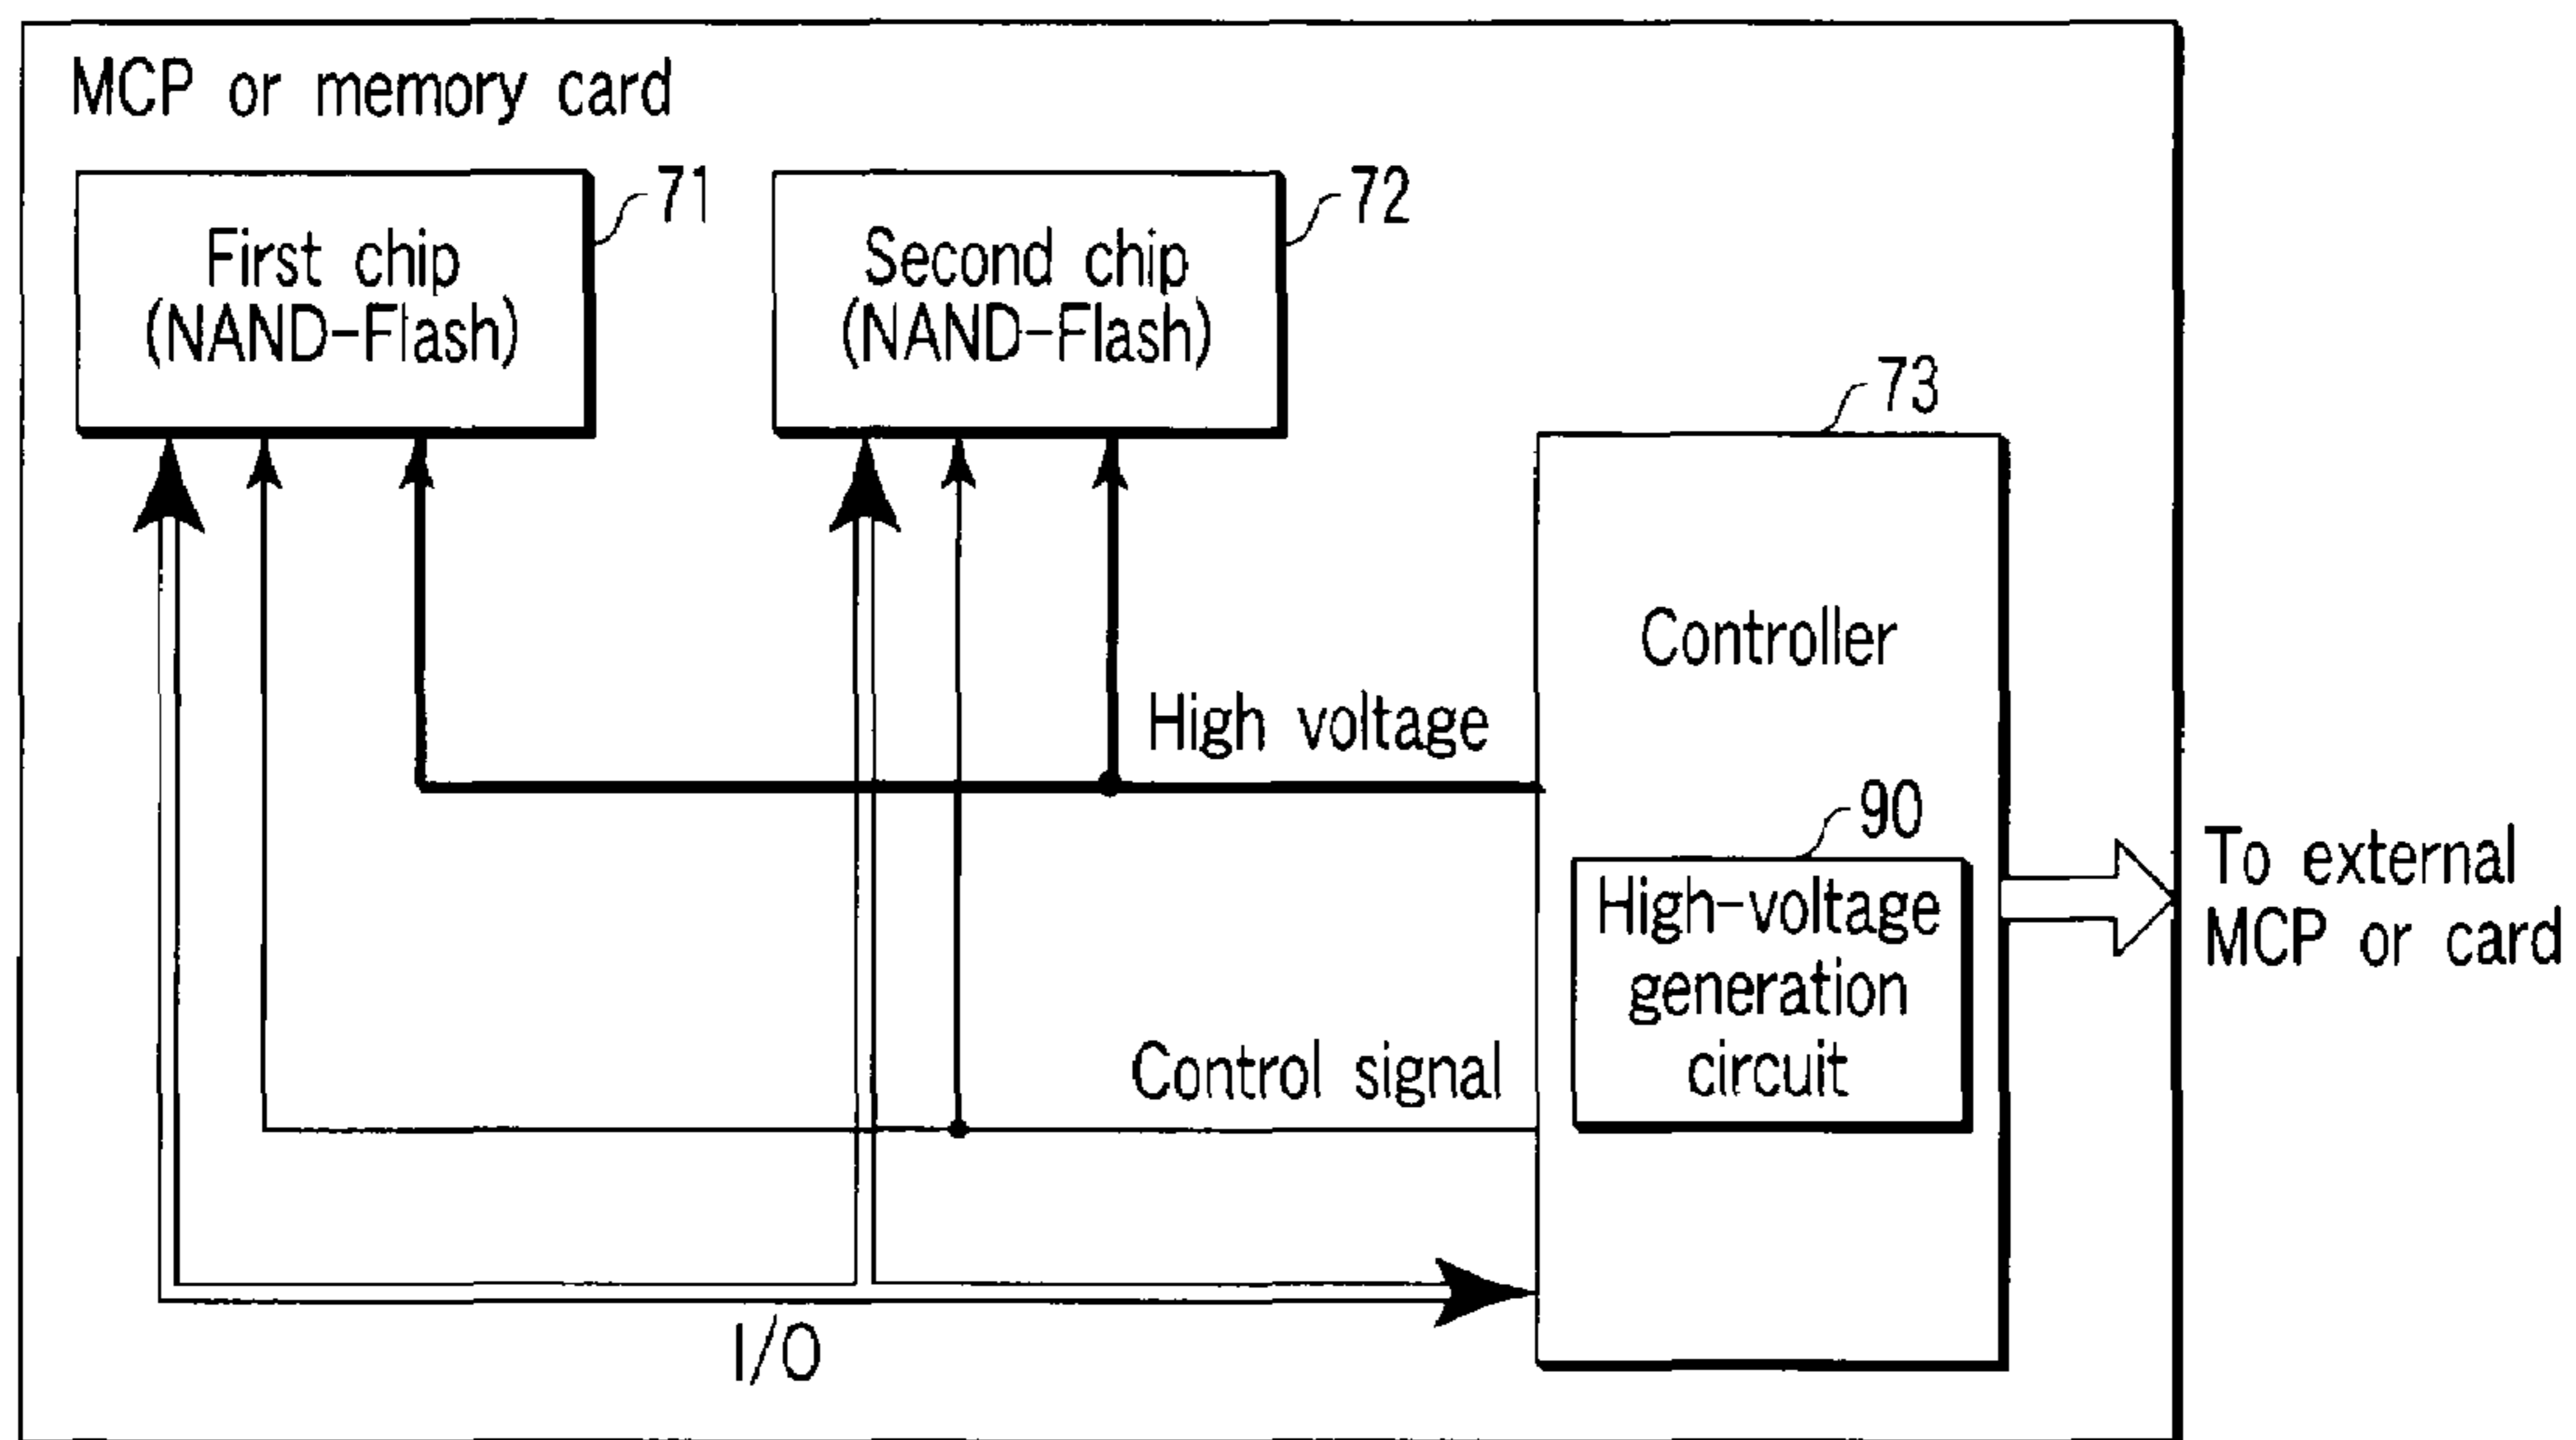 MCP or memory card
71
First chip
(NAND-Flash)
72
Second chip
(NAND-Flash)
73
Controller
High voltage
90
High-voltage
generation
circuit
To external
MCP or card
Control signal
I/O